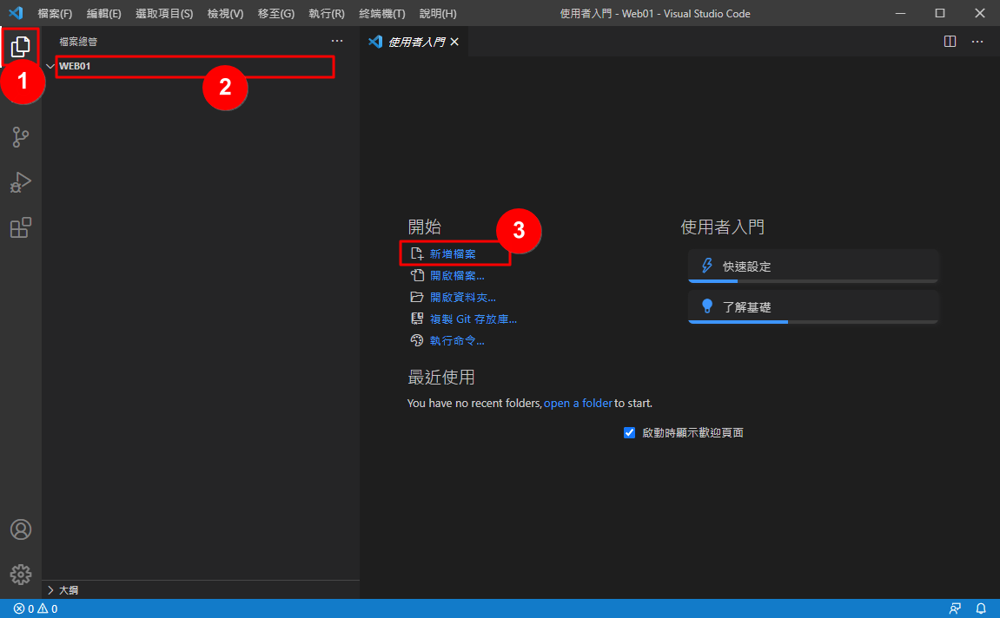 檔案(F) 編輯(E) 選取項目(S) 檢視(V) 移至(G) 執行(R) 終端機(T) 說明(H) 使用者入門 - Web01 - Visual Studio Code
檔案總管
使用者入門
WEB01
1
2
開始
3
新增檔案
開啟檔案...
開啟資料夾...
複製 Git 存放庫...
執行命令...
最近使用
You have no recent folders, open a folder to start.
使用者入門
快速設定
了解基礎
啟動時顯示歡迎頁面
大綱
0 0